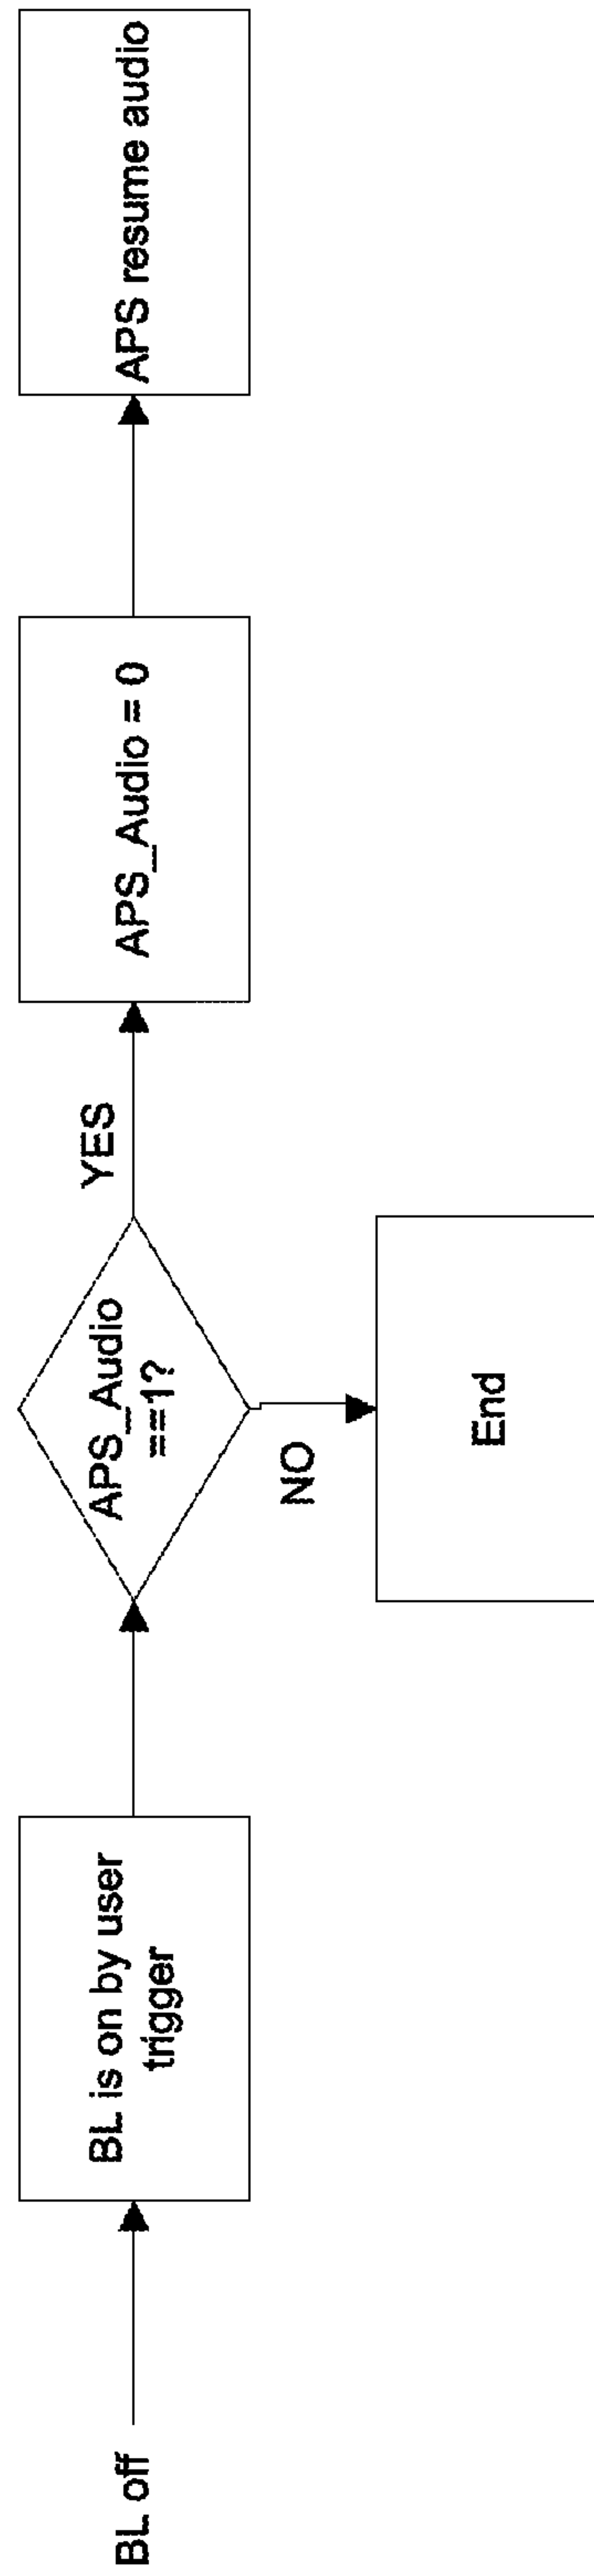 BL off
BL is on by user
trigger
APS_Audio
==1?
YES
NO
APS_Audio = 0
APS resume audio
End